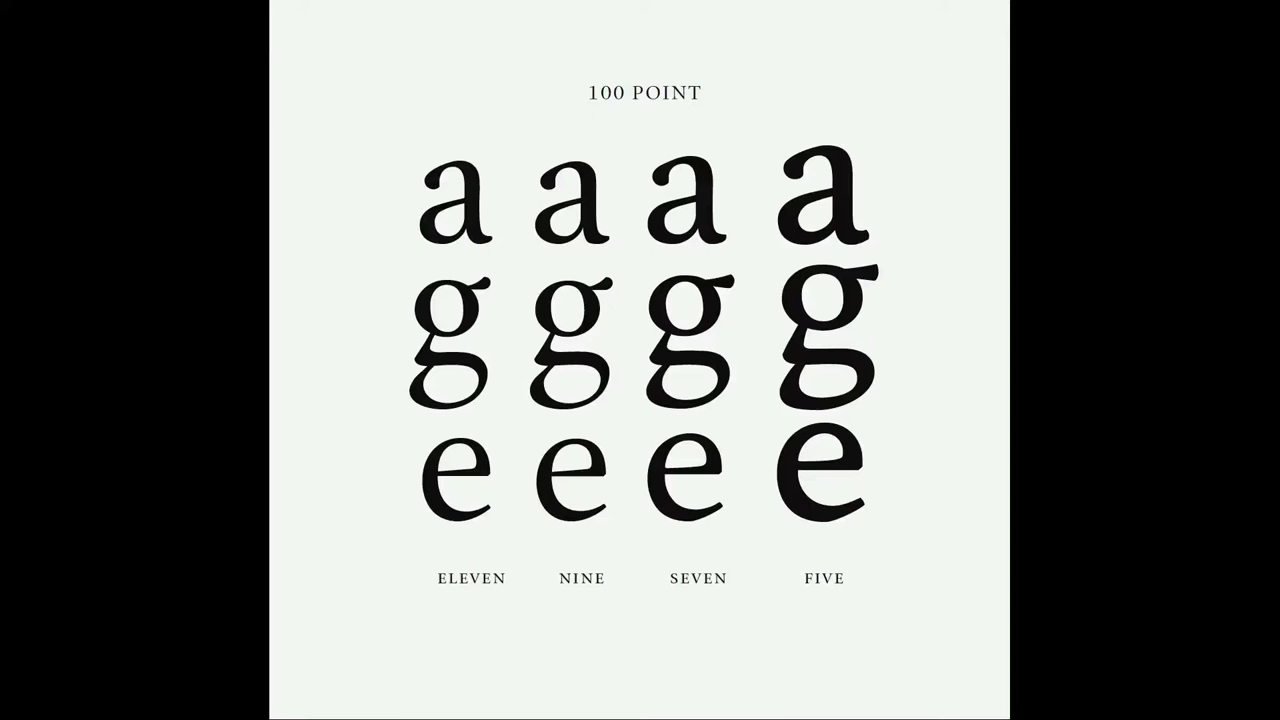 100 POINT
a a a a
g g g g
e e e e
ELEVEN NINE SEVEN FIVE